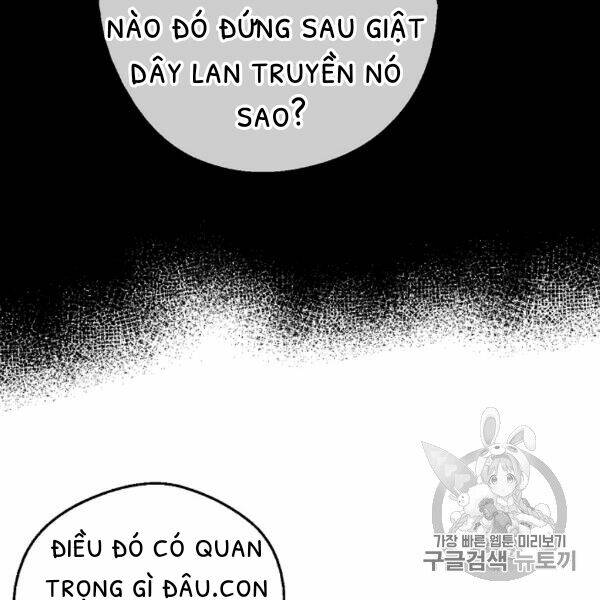 NÀO ĐÓ ĐỨNG SAU GIẬT
DÂY LAN TRUYỀN NÓ
SAO?
가장 빠른 웹툰 미리보기
구글검색 뉴토끼
ĐIỀU ĐÓ CÓ QUAN
TRỌNG GÌ ĐÂU.CON